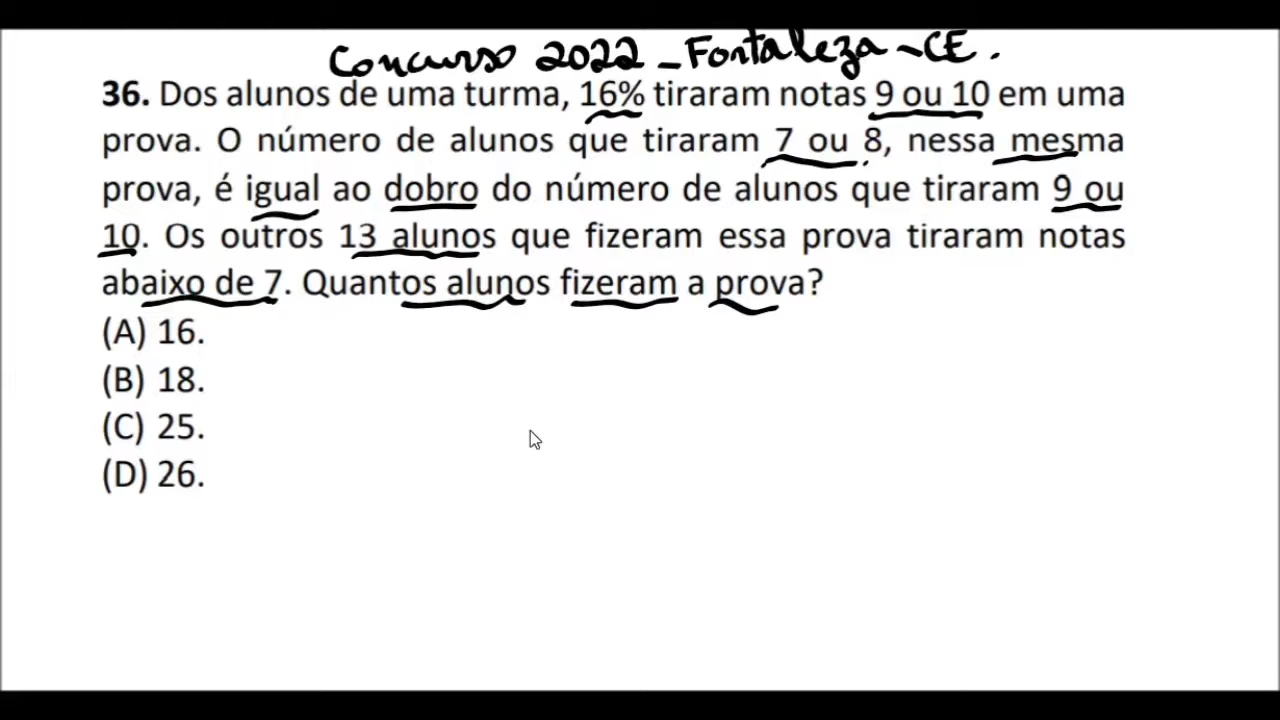 Concurso 2022 - Fortaleza - CE.
36. Dos alunos de uma turma, 16% tiraram notas 9 ou 10 em uma
prova. O número de alunos que tiraram 7 ou 8, nessa mesma
prova, é igual ao dobro do número de alunos que tiraram 9 ou
10. Os outros 13 alunos que fizeram essa prova tiraram notas
abaixo de 7. Quantos alunos fizeram a prova?
(A) 16.
(B) 18.
(C) 25.
(D) 26.